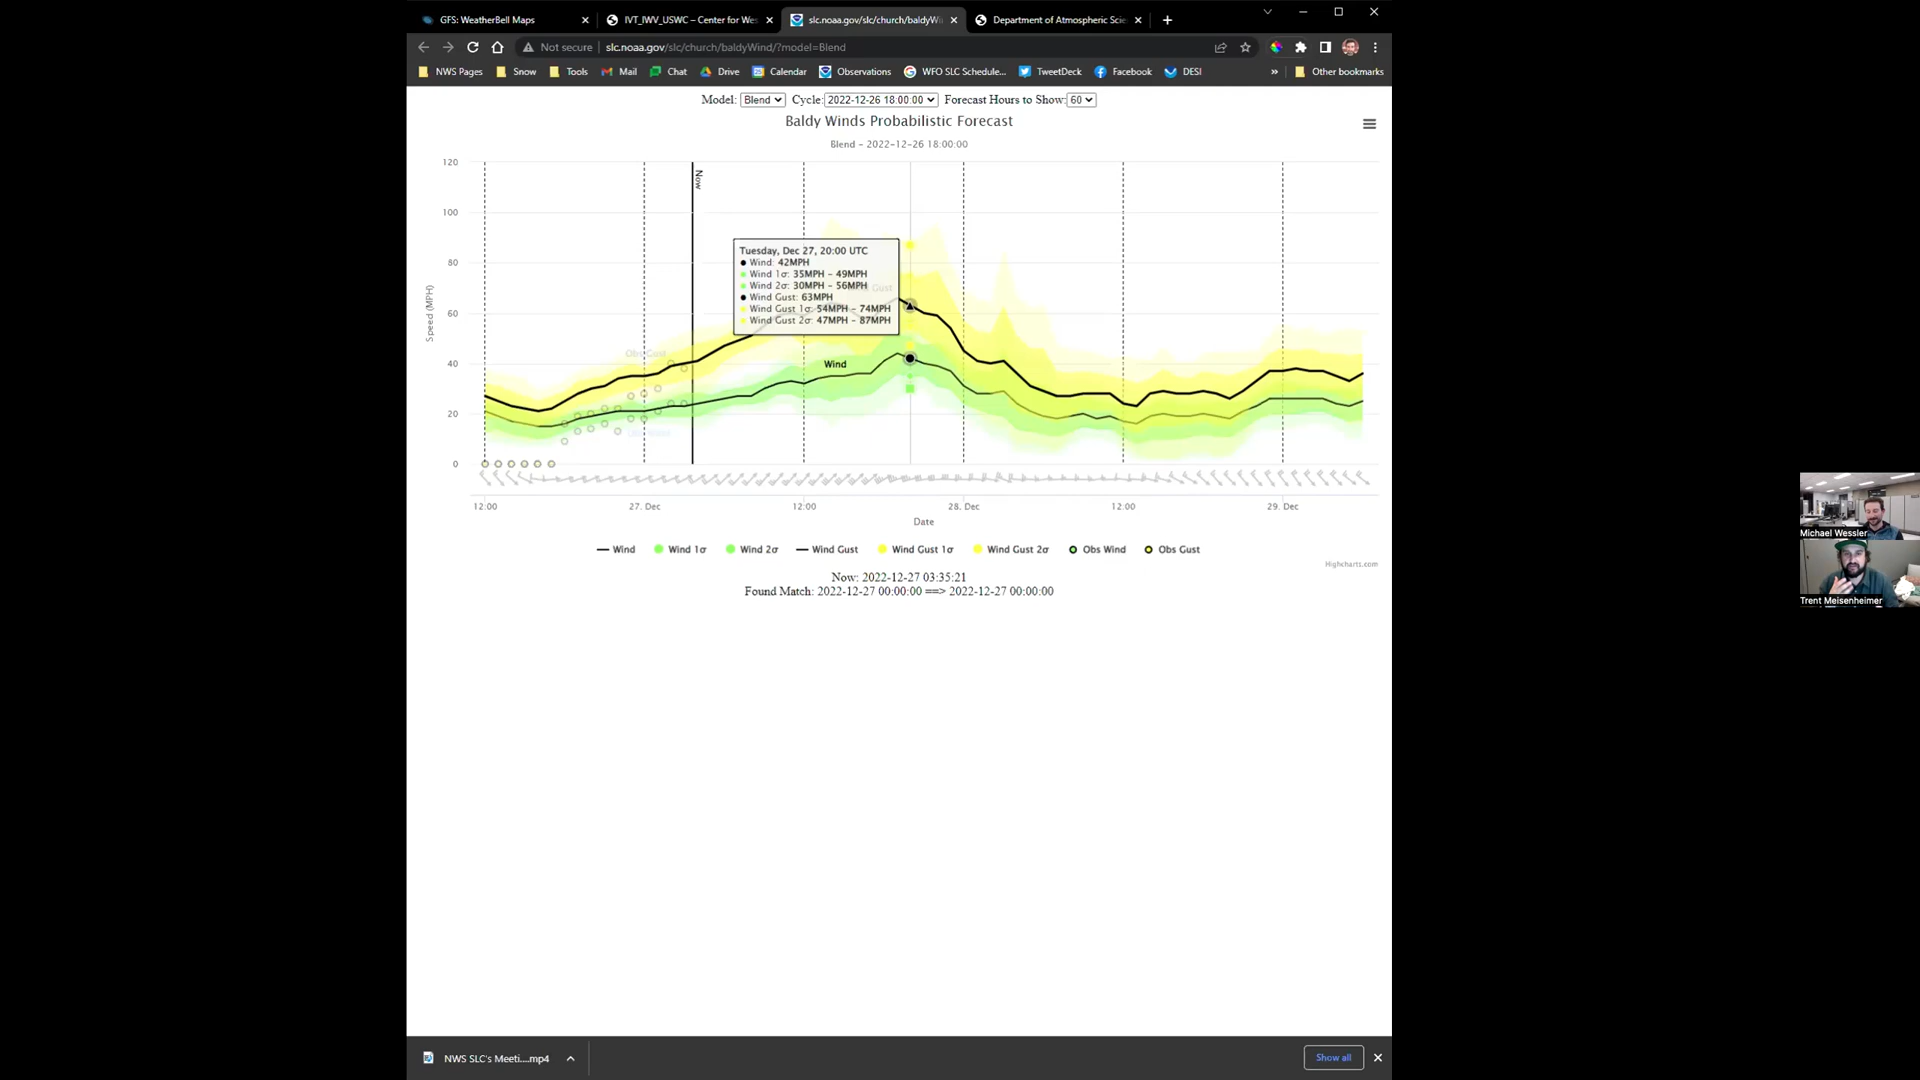 GFS: WeatherBell Maps
IVT_IWV_USWC – Center for Wes
slc.noaa.gov/slc/church/baldyWi
Department of Atmospheric Scie
Not secure slc.noaa.gov/slc/church/baldyWind/?model=Blend
NWS Pages Snow Tools Mail Chat Drive Calendar Observations WFO SLC Schedule... TweetDeck Facebook DESI » Other bookmarks
Model: Blend Cycle: 2022-12-26 18:00:00 Forecast Hours to Show: 60
Baldy Winds Probabilistic Forecast
Blend – 2022-12-26 18:00:00
120
100
80
60
40
20
0
Speed (MPH)
Now
Tuesday, Dec 27, 20:00 UTC
Wind: 42MPH
Wind 1σ: 35MPH – 49MPH
Wind 2σ: 30MPH – 56MPH
Wind Gust: 63MPH
Wind Gust 1σ: 54MPH – 74MPH
Wind Gust 2σ: 47MPH – 87MPH
Gust
Obs Gust
Wind
12:00 27. Dec 12:00 28. Dec 12:00 29. Dec
Date
Wind Wind 1σ Wind 2σ Wind Gust Wind Gust 1σ Wind Gust 2σ Obs Wind Obs Gust
Highcharts.com
Now: 2022-12-27 03:35:21
Found Match: 2022-12-27 00:00:00 ==> 2022-12-27 00:00:00
Michael Wessler
Trent Meisenheimer
NWS SLC's Meeti....mp4
Show all